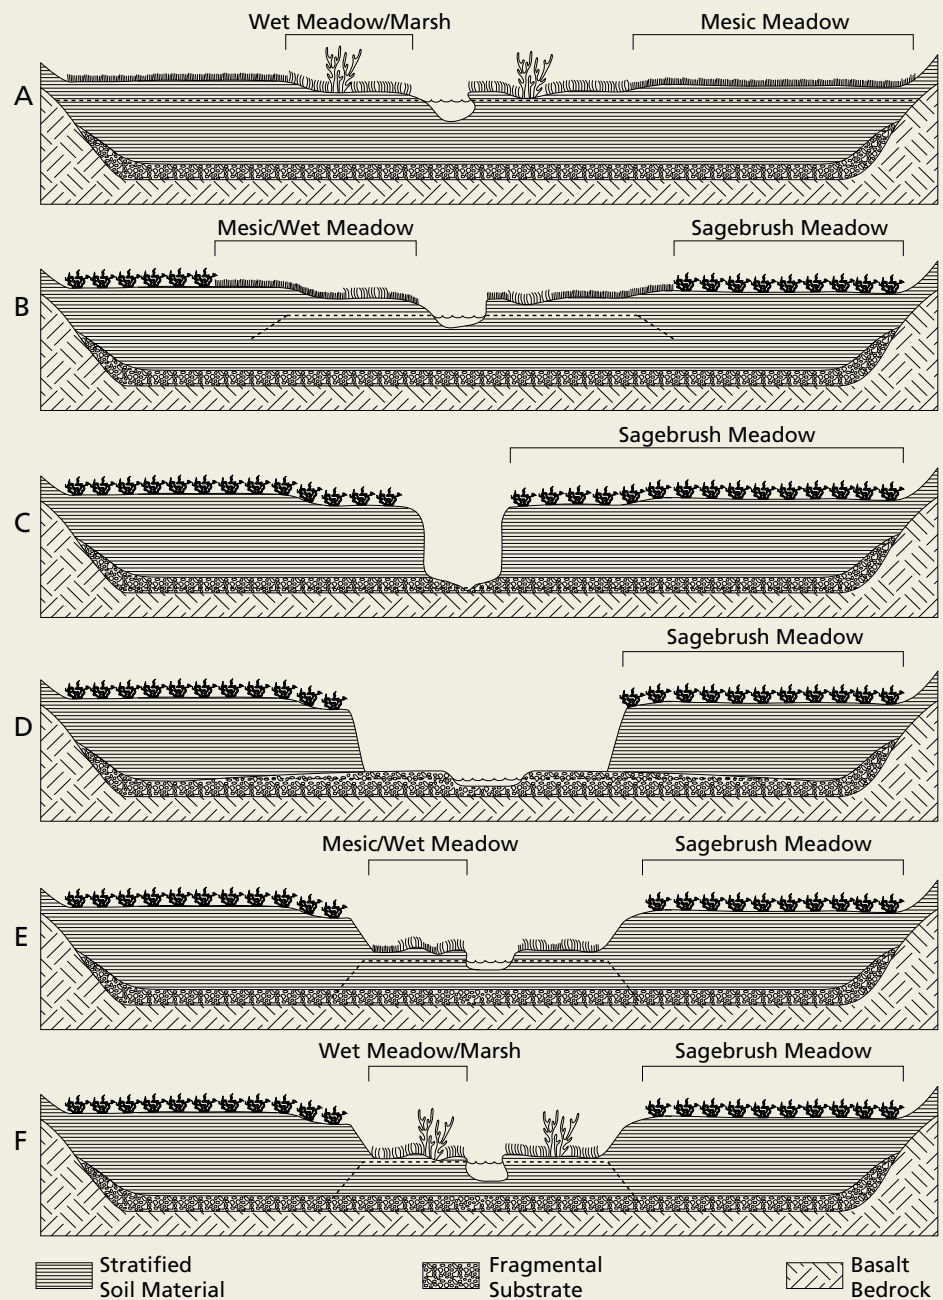 Wet Meadow/Marsh Mesic Meadow
A
Mesic/Wet Meadow Sagebrush Meadow
B
Sagebrush Meadow
C
Sagebrush Meadow
D
Mesic/Wet Meadow Sagebrush Meadow
E
Wet Meadow/Marsh Sagebrush Meadow
F
Stratified
Soil Material
Fragmental
Substrate
Basalt
Bedrock